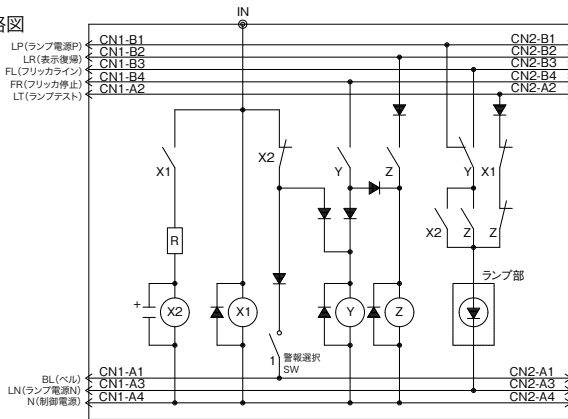 路図
IN
LP(ランプ電源P) CN1-B1 CN2-B1
LR(表示復帰) CN1-B2 CN2-B2
FL(フリッカライン) CN1-B3 CN2-B3
FR(フリッカ停止) CN1-B4 CN2-B4
LT(ランプテスト) CN1-A2 CN2-A2
X1 X2 Y Z Y X1
X2 Z Z
R
ランプ部
+ X2 X1 Y Z
1 警報選択
SW
BL(ベル) CN1-A1 CN2-A1
LN(ランプ電源N) CN1-A3 CN2-A3
N(制御電源) CN1-A4 CN2-A4